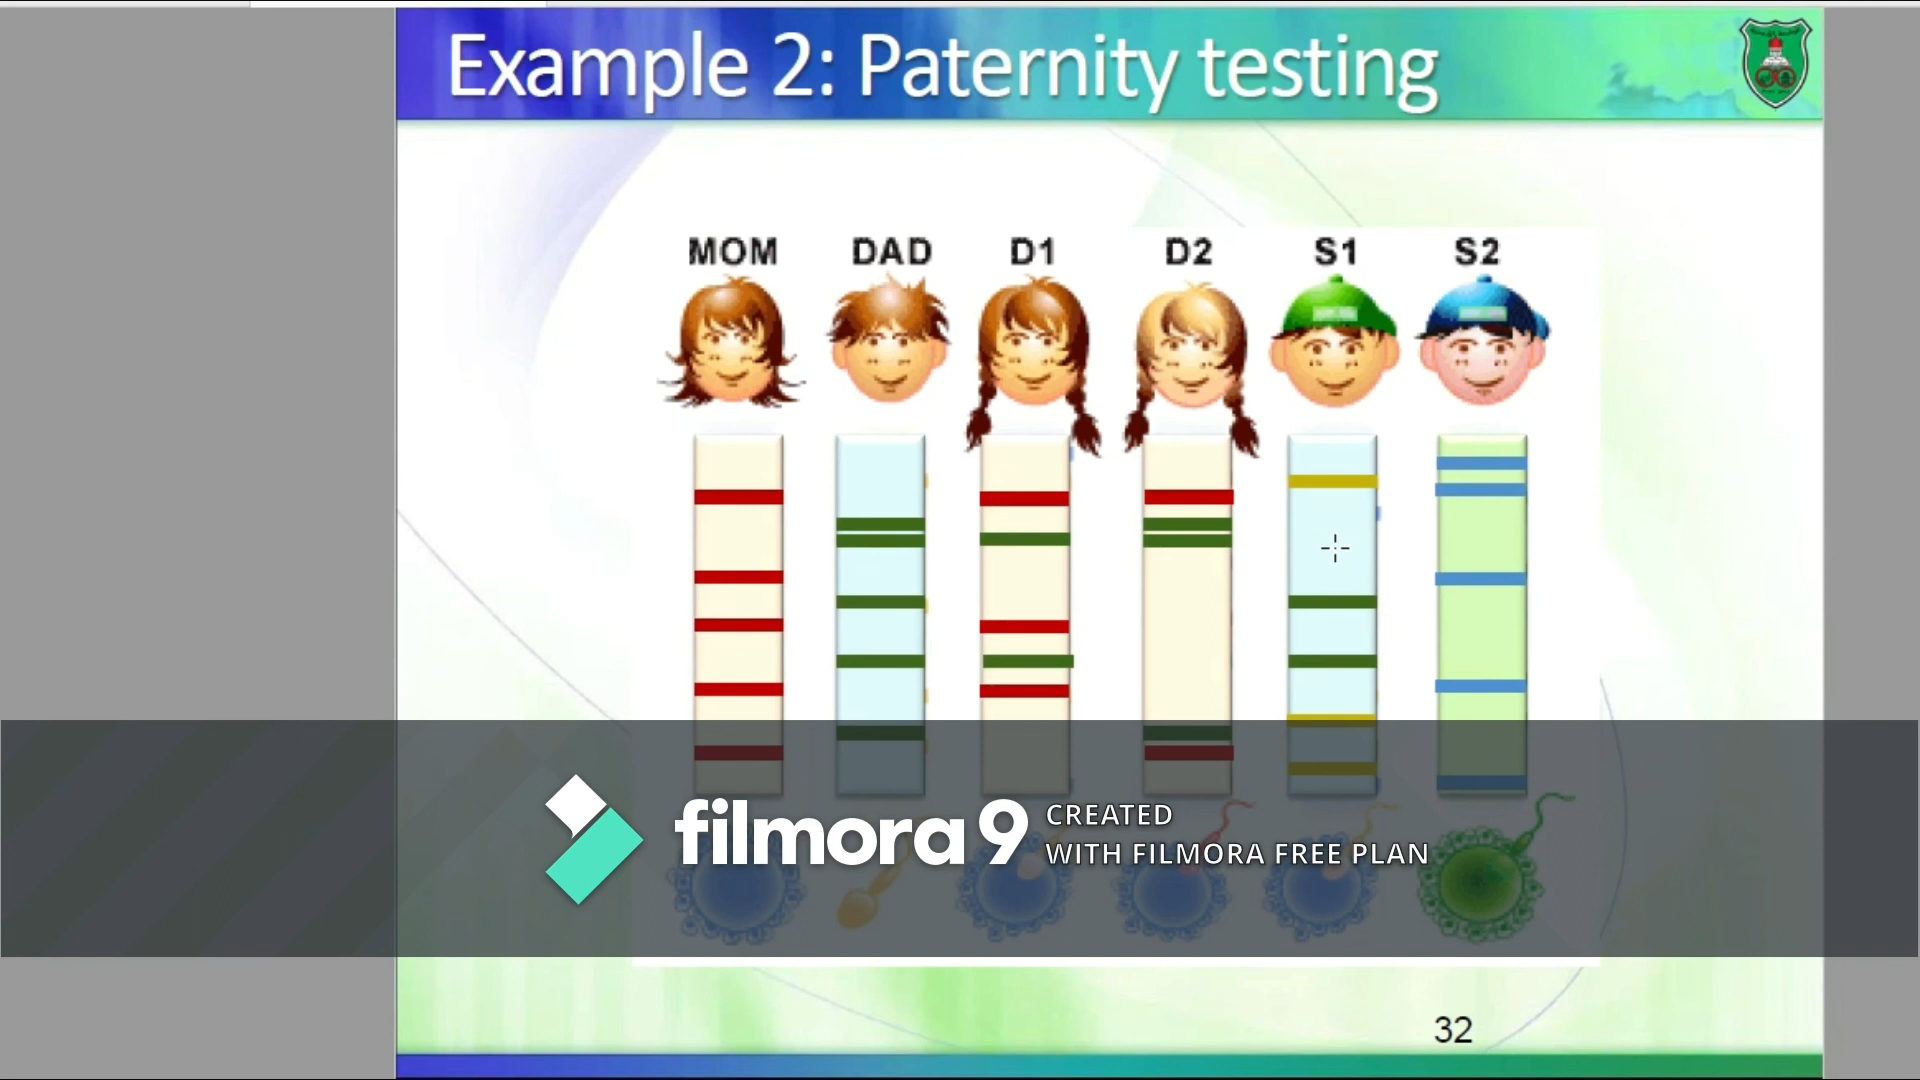 Example 2: Paternity testing
MOM DAD D1 D2 S1 S2
filmora9 CREATED
WITH FILMORA FREE PLAN
32